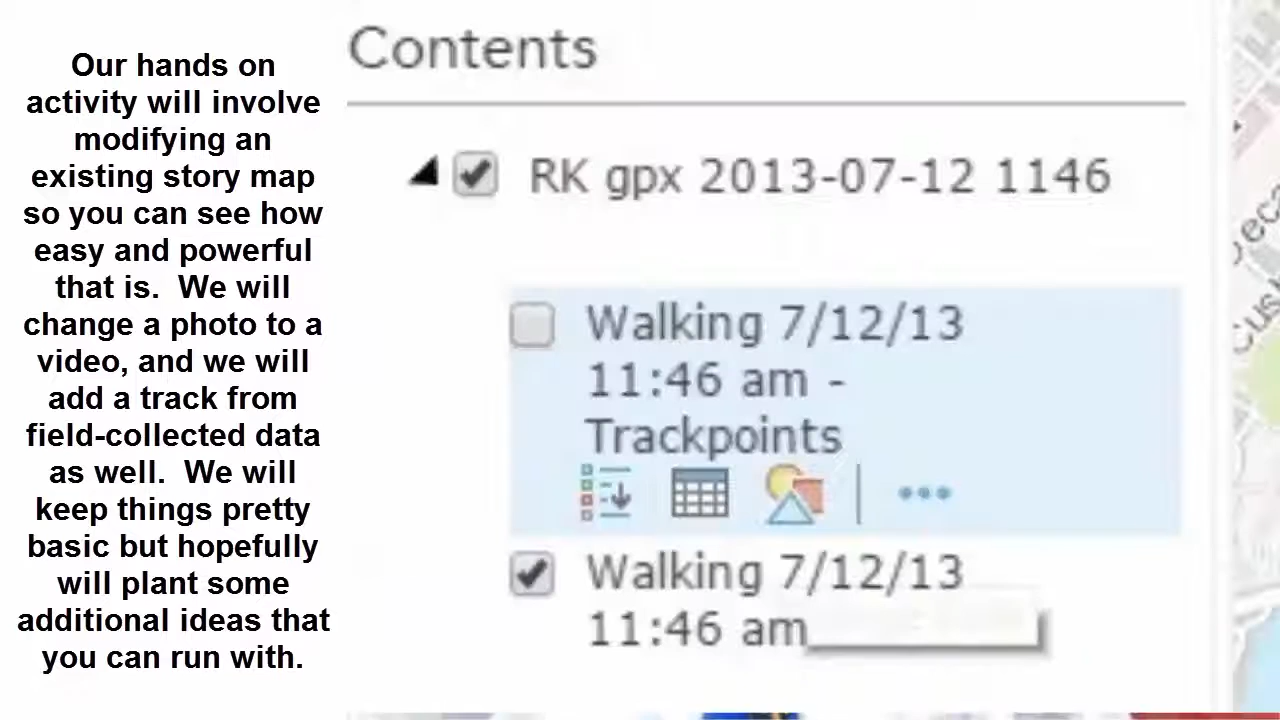 Our hands on
activity will involve
modifying an
existing story map
so you can see how
easy and powerful
that is.  We will
change a photo to a
video, and we will
add a track from
field-collected data
as well.  We will
keep things pretty
basic but hopefully
will plant some
additional ideas that
you can run with.
Contents
RK gpx 2013-07-12 1146
Walking 7/12/13
11:46 am -
Trackpoints
Walking 7/12/13
11:46 am